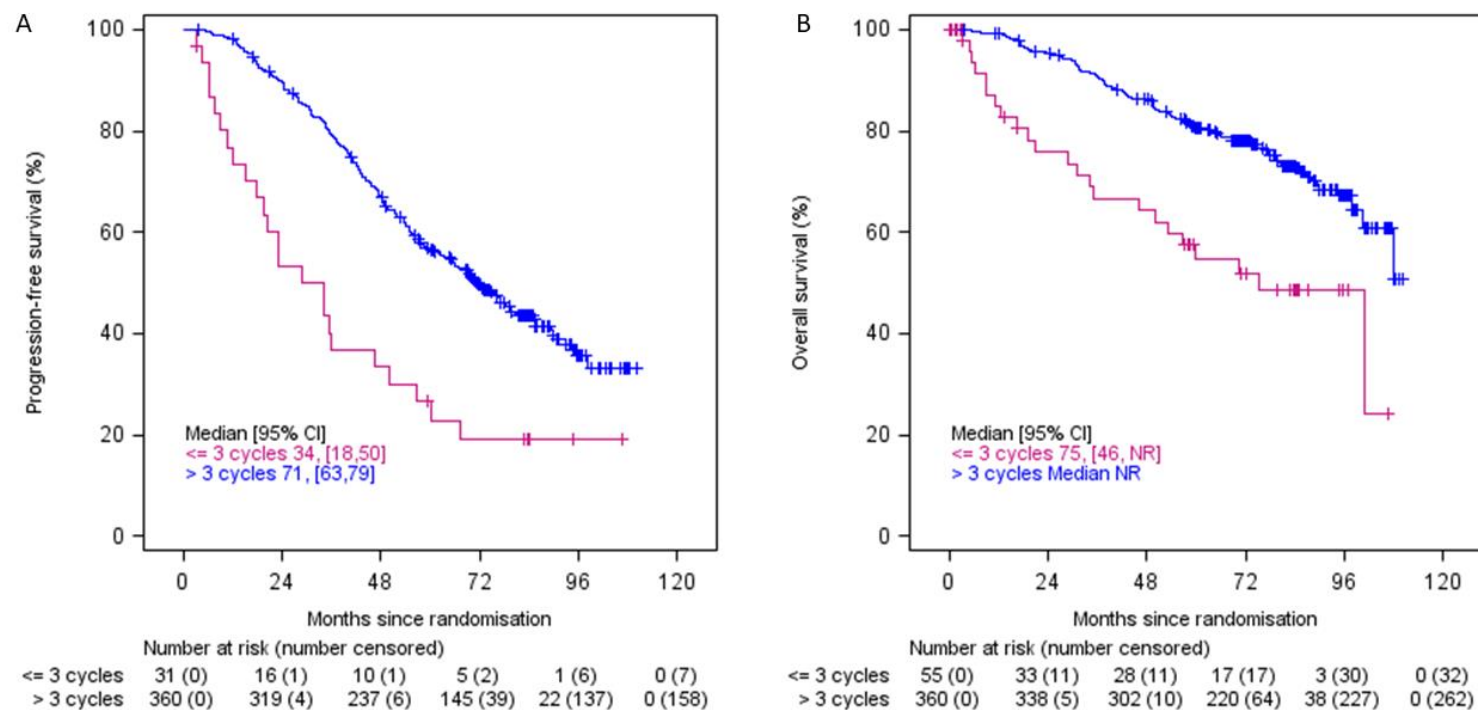 A
100
80
60
40
20
0
Progression-free survival (%)
Median [95% CI]
<= 3 cycles 34, [18,50]
> 3 cycles 71, [63,79]
0 24 48 72 96 120
Months since randomisation
Number at risk (number censored)
<= 3 cycles 31 (0) 16 (1) 10 (1) 5 (2) 1 (6) 0 (7)
> 3 cycles 360 (0) 319 (4) 237 (6) 145 (39) 22 (137) 0 (158)
B
100
80
60
40
20
0
Overall survival (%)
Median [95% CI]
<= 3 cycles 75, [46, NR]
> 3 cycles Median NR
0 24 48 72 96 120
Months since randomisation
Number at risk (number censored)
<= 3 cycles 55 (0) 33 (11) 28 (11) 17 (17) 3 (30) 0 (32)
> 3 cycles 360 (0) 338 (5) 302 (10) 220 (64) 38 (227) 0 (262)